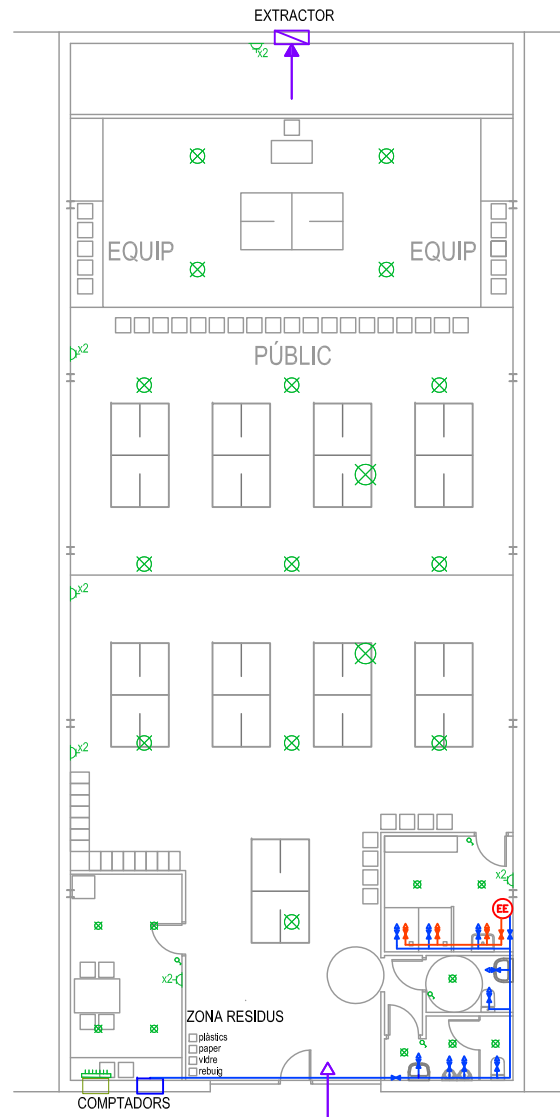 EXTRACTOR
x2
EQUIP
EQUIP
x2
PÚBLIC
x2
x2
x2
EE
x2
ZONA RESIDUS
plàstics
paper
vidre
rebuig
COMPTADORS